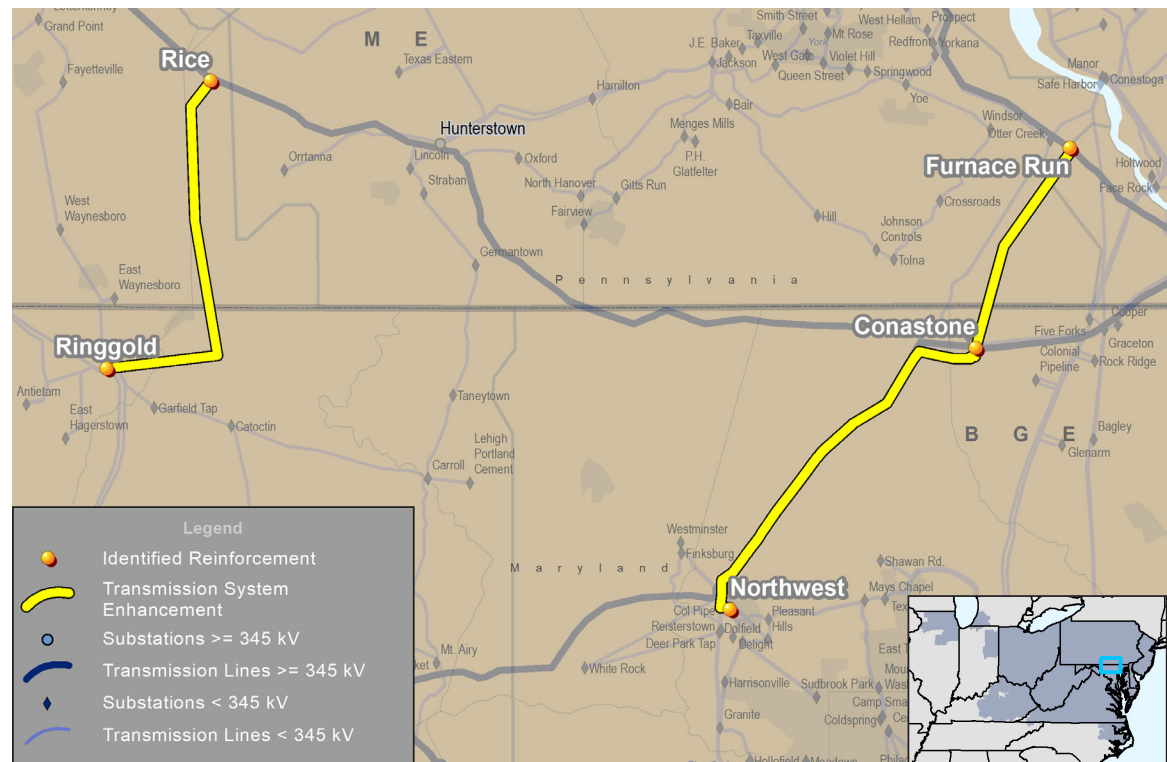 Grand Point
Rice
Fayetteville
M E
Texas Eastern
Hamilton
Hunterstown
Orrtanna
Lincoln
Straban
Oxford
North Hanover
Gitts Run
Fairview
Menges Mills
P.H.
Glatfelter
Bair
Jackson
J.E. Baker
Taxville
Smith Street
West Gate
York
Mt Rose
Violet Hill
Queen Street
West Hellam
Prospect
Redfront
Yorkana
Springwood
Yoe
Windsor
Otter Creek
Manor
Safe Harbor
Conestoga
Furnace Run
Holtwood
Face Rock
Crossroads
Hill
Johnson
Controls
Tolna
West
Waynesboro
East
Waynesboro
Germantown
Pennsylvania
Ringgold
Conastone
Cooper
Five Forks
Graceton
Colonial
Pipeline
Rock Ridge
Antietam
East
Hagerstown
Garfield Tap
Catoctin
Taneytown
Lehigh
Portland
Cement
Carroll
B G E
Bagley
Glenarm
Westminster
Finksburg
Maryland
Northwest
Col Pipe
Reisterstown
Deer Park Tap
Dolfield
Delight
Pleasant
Hills
Shawan Rd.
Mays Chapel
Mt. Airy
White Rock
Harrisonville
Granite
Sudbrook Park
Coldspring
Legend
Identified Reinforcement
Transmission System
Enhancement
Substations >= 345 kV
Transmission Lines >= 345 kV
Substations < 345 kV
Transmission Lines < 345 kV